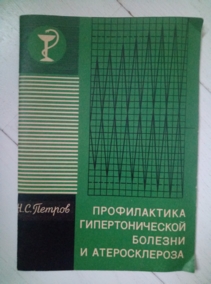 Н.С.Петров
ПРОФИЛАКТИКА
ГИПЕРТОНИЧЕСКОЙ
БОЛЕЗНИ
И АТЕРОСКЛЕРОЗА